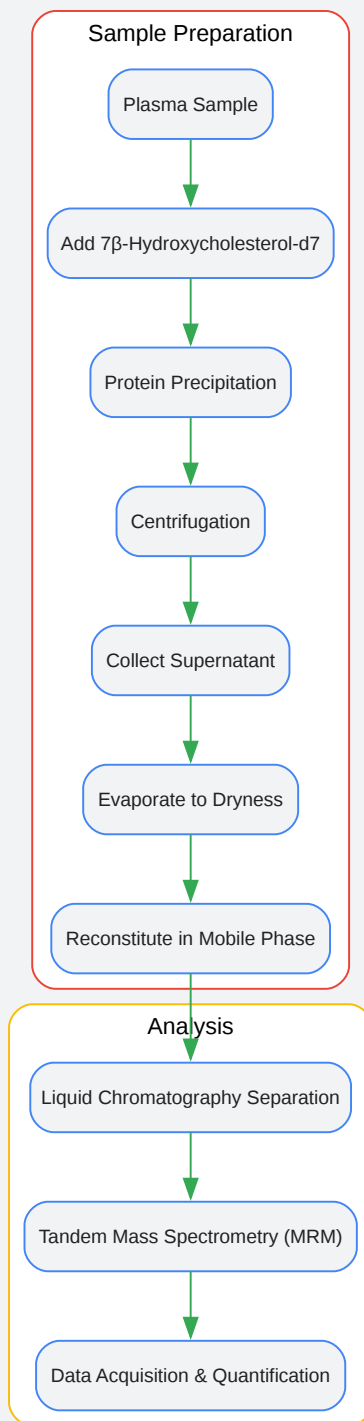 Sample Preparation
Plasma Sample
Add 7β-Hydroxycholesterol-d7
Protein Precipitation
Centrifugation
Collect Supernatant
Evaporate to Dryness
Reconstitute in Mobile Phase
Analysis
Liquid Chromatography Separation
Tandem Mass Spectrometry (MRM)
Data Acquisition & Quantification